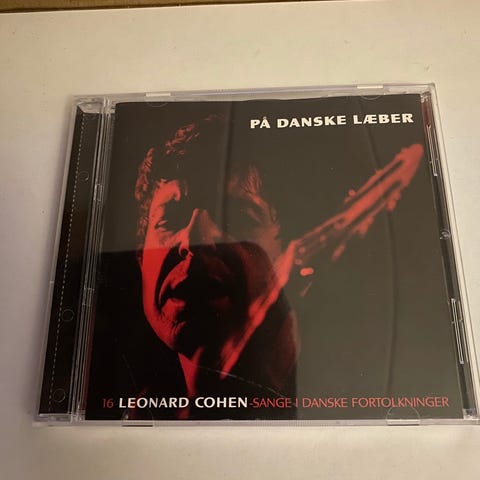 PÅ DANSKE LÆBER
16 LEONARD COHEN-SANGE I DANSKE FORTOLKNINGER